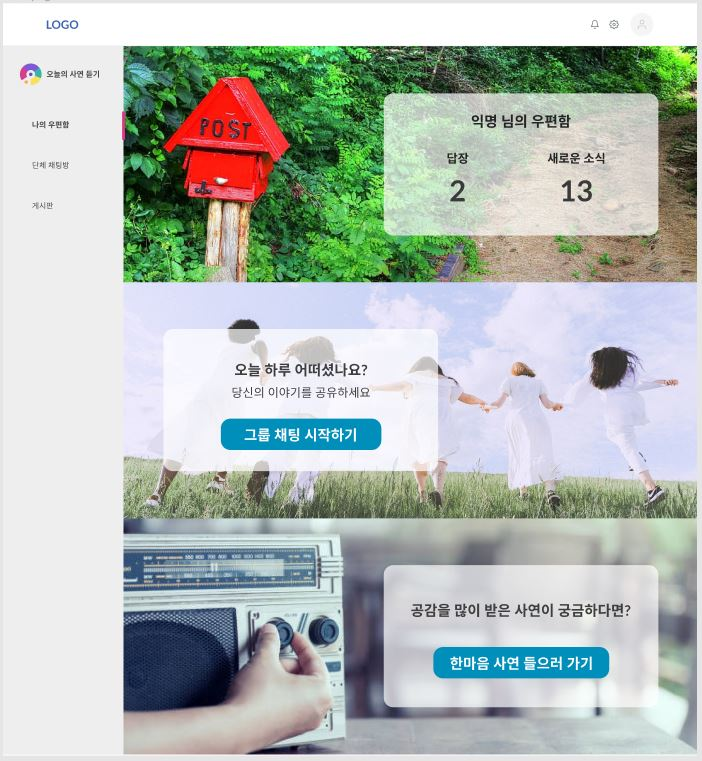 LOGO
오늘의 사연 듣기
나의 우편함
단체 채팅방
게시판
POST
익명 님의 우편함
답장
새로운 소식
2
13
오늘 하루 어떠셨나요?
당신의 이야기를 공유하세요
그룹 채팅 시작하기
공감을 많이 받은 사연이 궁금하다면?
한마음 사연 들으러 가기